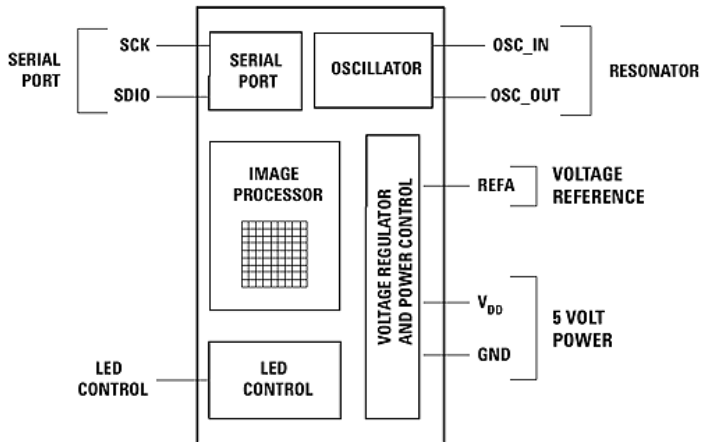 SERIAL
PORT
SCK
SDIO
SERIAL
PORT
OSCILLATOR
OSC_IN
OSC_OUT
RESONATOR
IMAGE
PROCESSOR
VOLTAGE REGULATOR
AND POWER CONTROL
REFA
VOLTAGE
REFERENCE
VDD
GND
5 VOLT
POWER
LED
CONTROL
LED
CONTROL